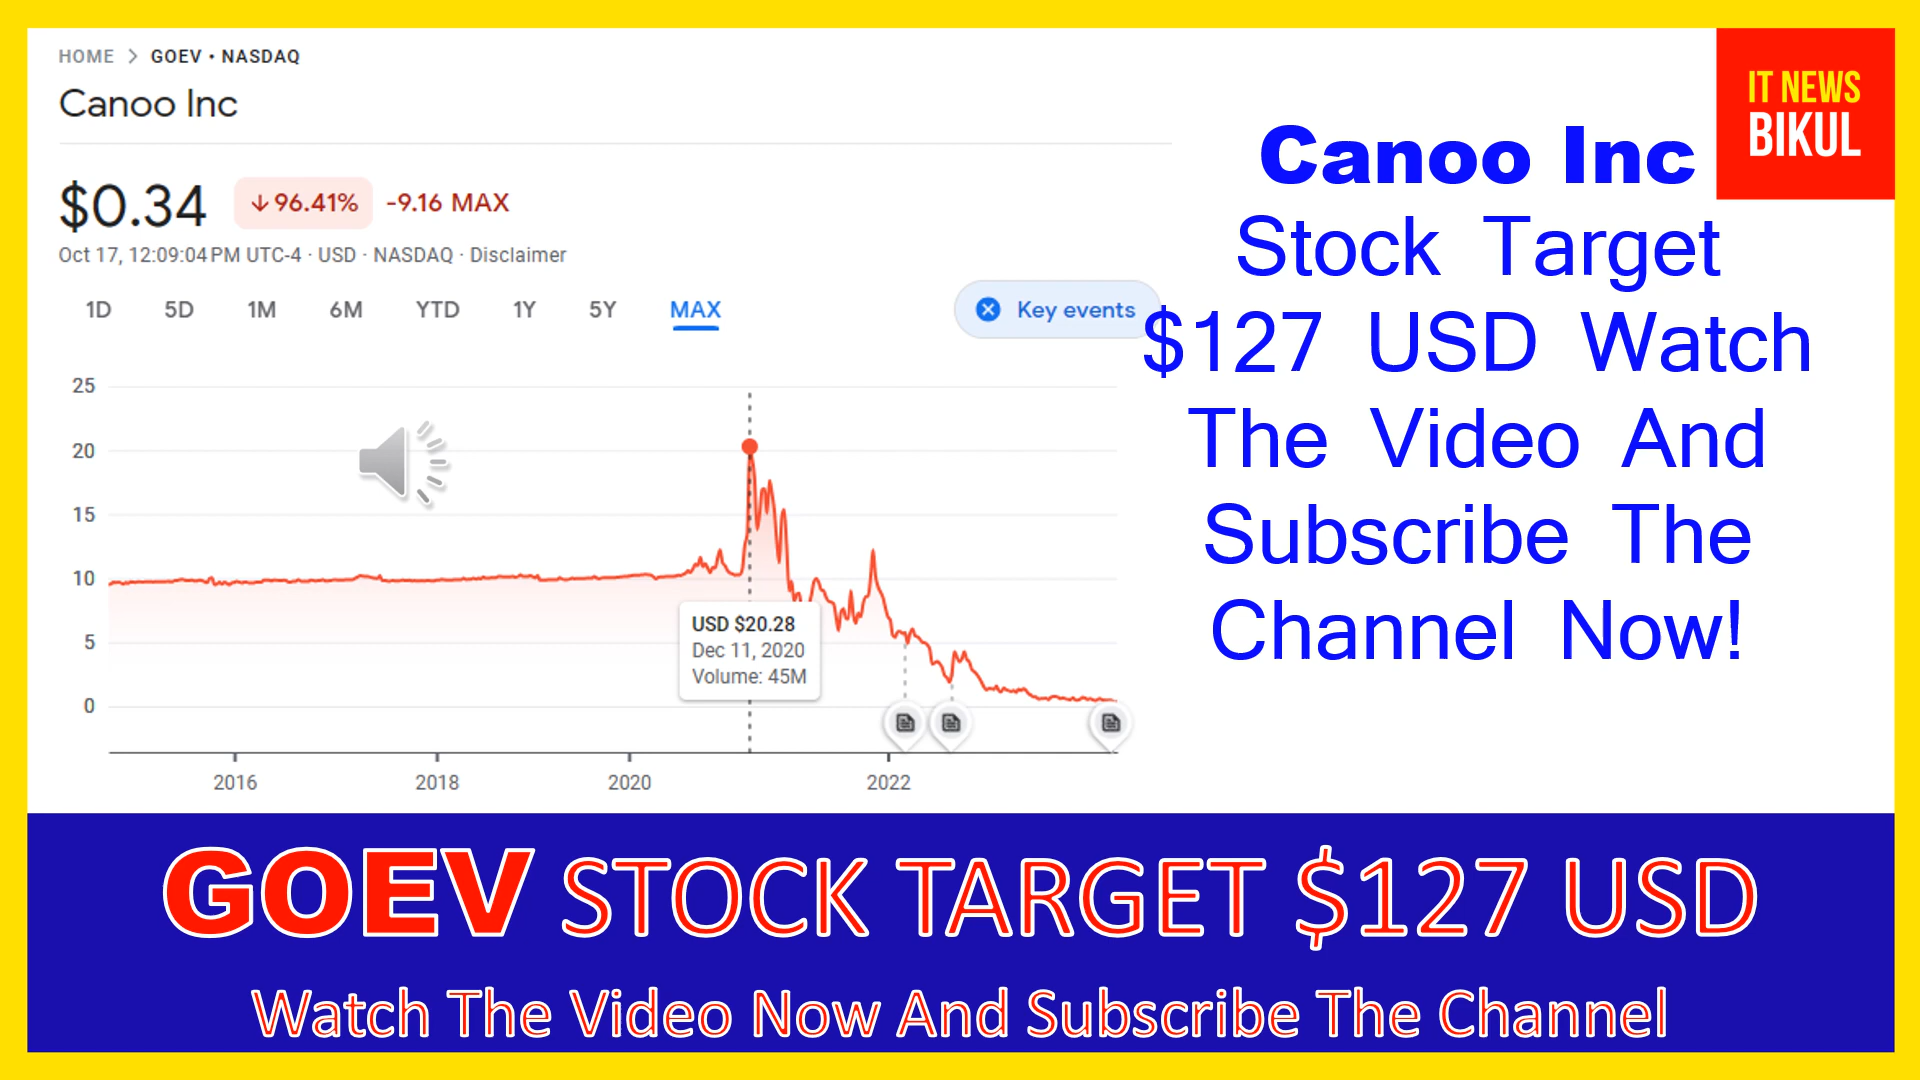 HOME > GOEV • NASDAQ
Canoo Inc
$0.34 ↓96.41% -9.16 MAX
Oct 17, 12:09:04 PM UTC-4 · USD · NASDAQ · Disclaimer
1D 5D 1M 6M YTD 1Y 5Y MAX
Key events
25
20
15
10
5
0
USD $20.28
Dec 11, 2020
Volume: 45M
2016 2018 2020 2022
IT NEWS
BIKUL
Canoo Inc
Stock Target
$127 USD Watch
The Video And
Subscribe The
Channel Now!
GOEV STOCK TARGET $127 USD
Watch The Video Now And Subscribe The Channel